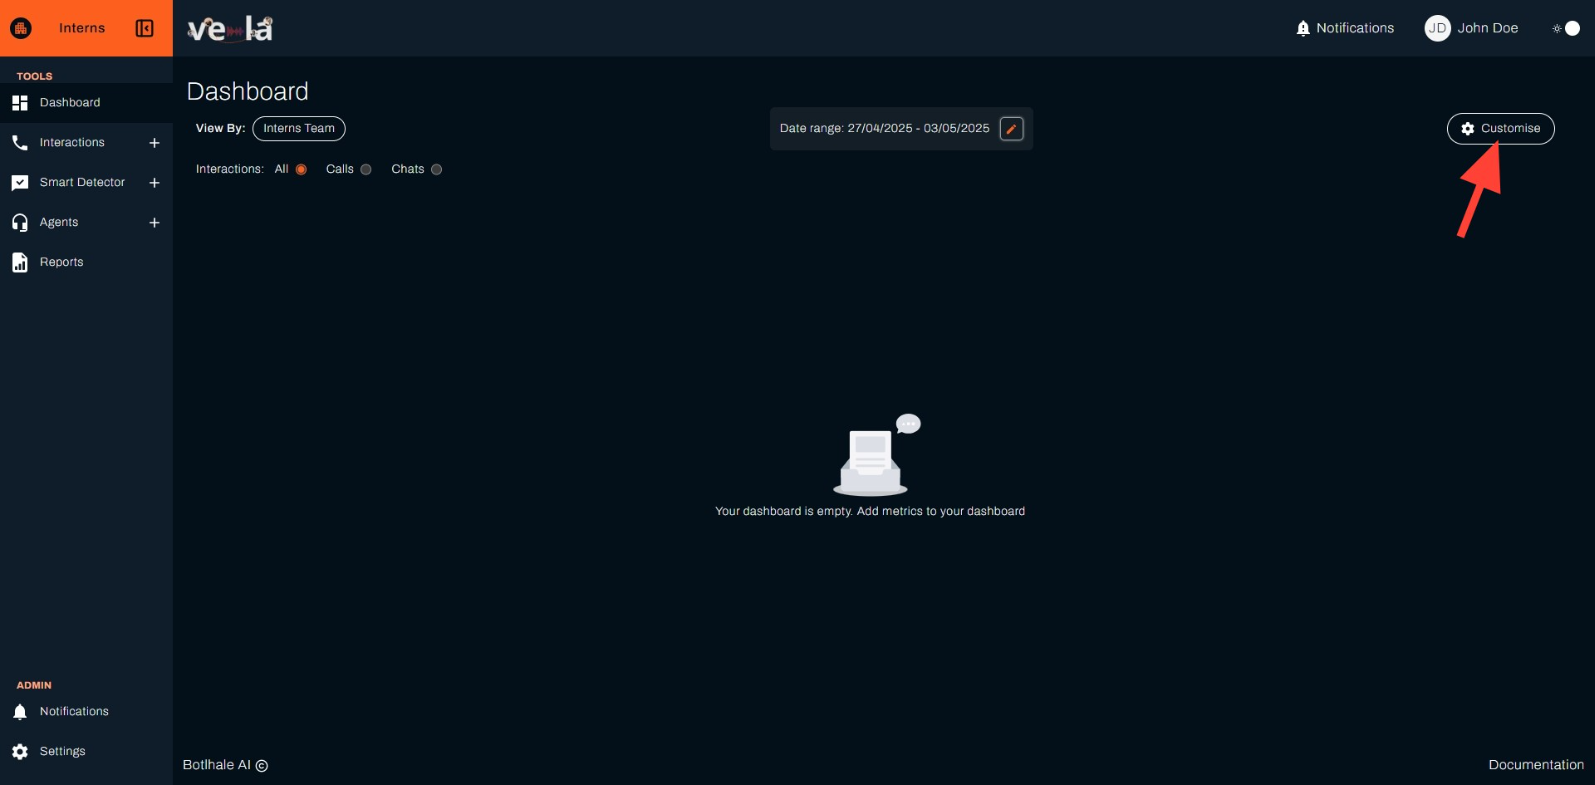 Interns
vela
Notifications
JD
John Doe
TOOLS
Dashboard
Interactions
Smart Detector
Agents
Reports
ADMIN
Notifications
Settings
Dashboard
View By: Interns Team
Date range: 27/04/2025 - 03/05/2025
Customise
Interactions: All Calls Chats
Your dashboard is empty. Add metrics to your dashboard
Botlhale AI ©
Documentation